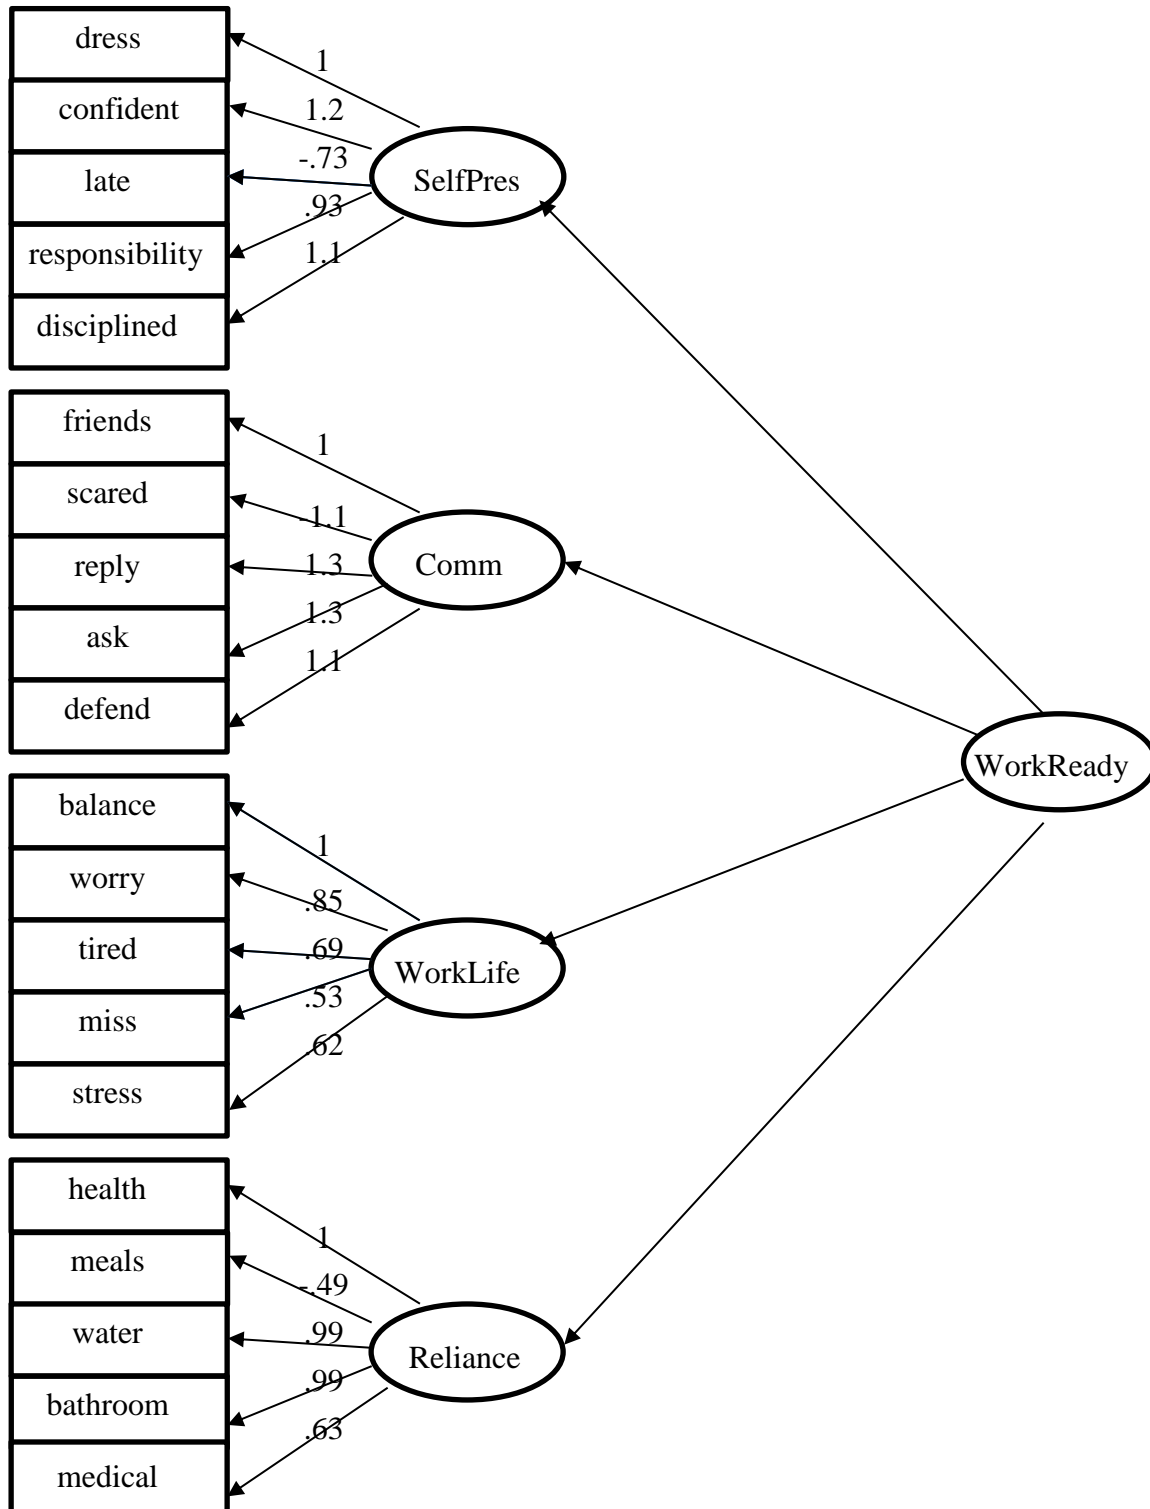 dress
1
confident
1.2
late
-.73
SelfPres
responsibility
.93
disciplined
1.1
friends
1
scared
-1.1
reply
1.3
Comm
ask
1.3
defend
1.1
WorkReady
balance
1
worry
.85
tired
.69
WorkLife
miss
.53
stress
.62
health
1
meals
-.49
water
.99
Reliance
bathroom
.99
medical
.63